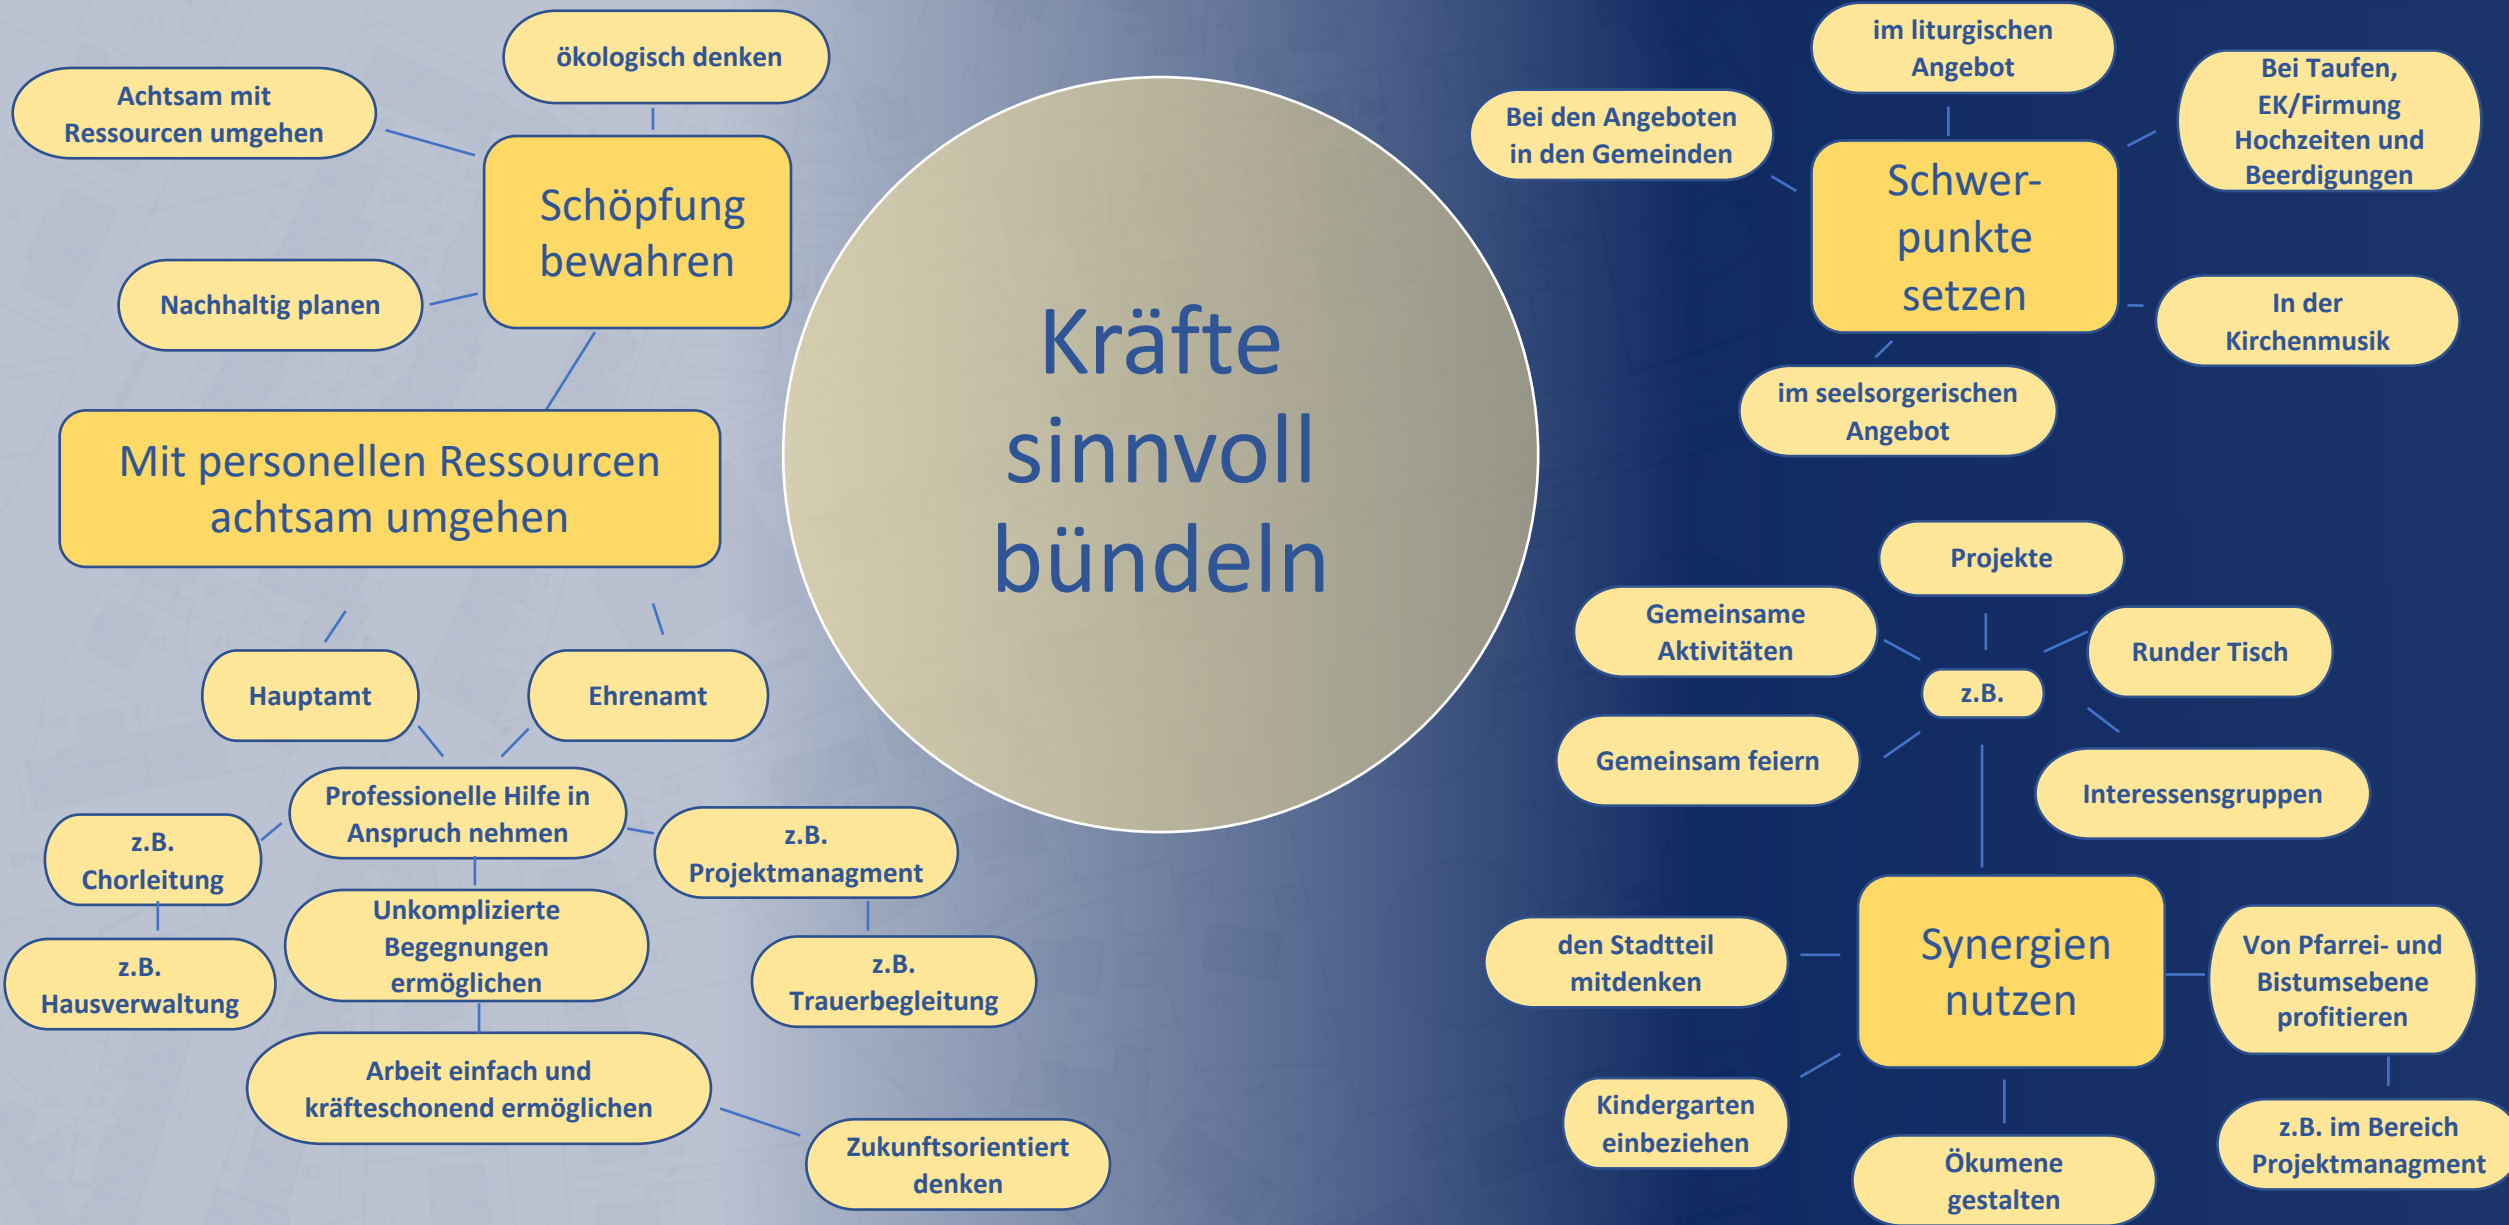 ökologisch denken
Achtsam mit
Ressourcen umgehen
Schöpfung
bewahren
Nachhaltig planen
Mit personellen Ressourcen
achtsam umgehen
Hauptamt
Ehrenamt
Professionelle Hilfe in
Anspruch nehmen
z.B.
Chorleitung
z.B.
Projektmanagment
Unkomplizierte
Begegnungen
ermöglichen
z.B.
Hausverwaltung
z.B.
Trauerbegleitung
Arbeit einfach und
kräfteschonend ermöglichen
Zukunftsorientiert
denken
Kräfte
sinnvoll
bündeln
im liturgischen
Angebot
Bei den Angeboten
in den Gemeinden
Bei Taufen,
EK/Firmung
Hochzeiten und
Beerdigungen
Schwer-
punkte
setzen
In der
Kirchenmusik
im seelsorgerischen
Angebot
Projekte
Gemeinsame
Aktivitäten
Runder Tisch
z.B.
Gemeinsam feiern
Interessensgruppen
den Stadtteil
mitdenken
Synergien
nutzen
Von Pfarrei- und
Bistumsebene
profitieren
Kindergarten
einbeziehen
Ökumene
gestalten
z.B. im Bereich
Projektmanagment